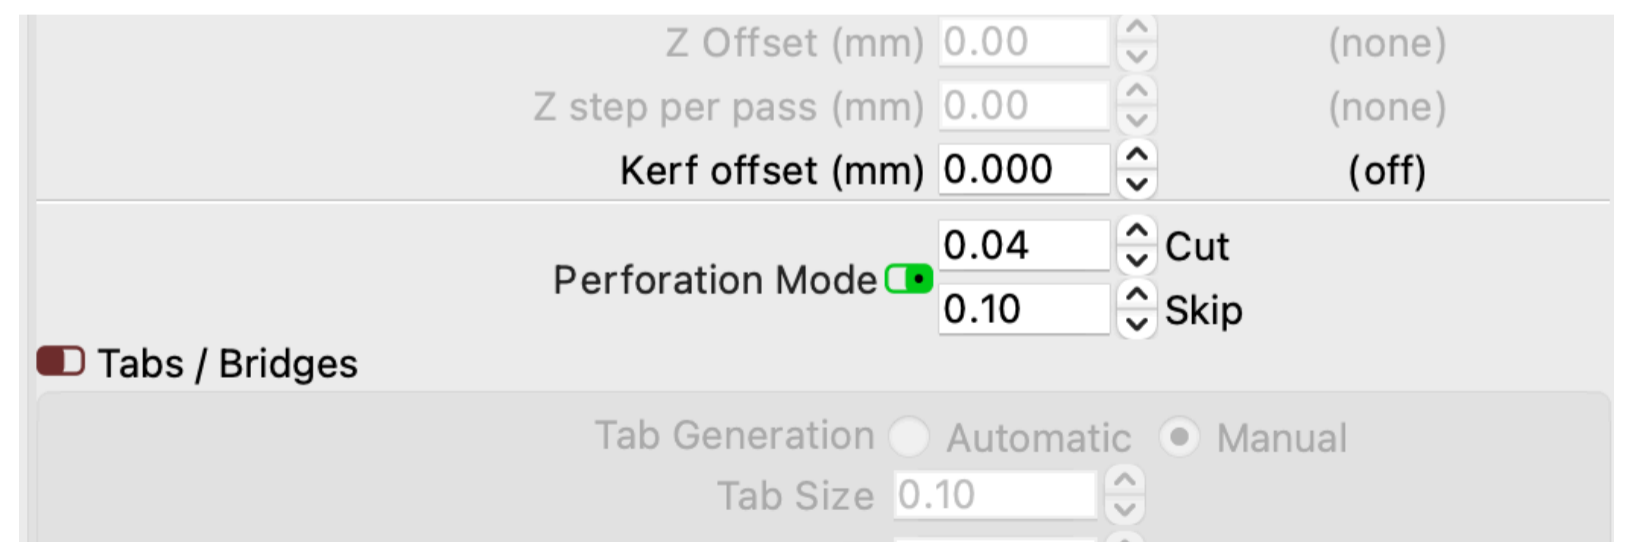 Z Offset (mm) 0.00 (none)
Z step per pass (mm) 0.00 (none)
Kerf offset (mm) 0.000 (off)
0.04 Cut
Perforation Mode
0.10 Skip
Tabs / Bridges
Tab Generation Automatic Manual
Tab Size 0.10